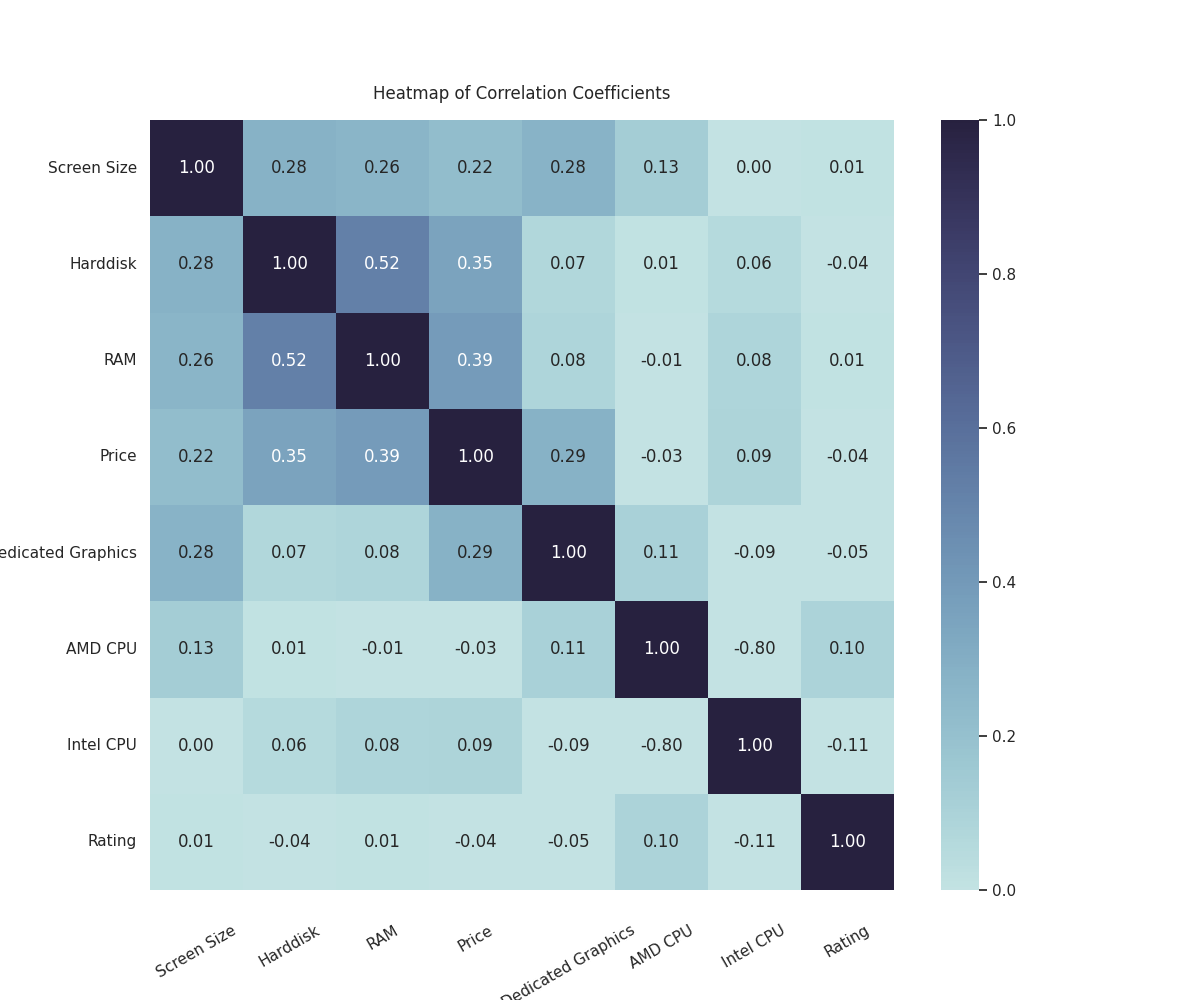 Heatmap of Correlation Coefficients
Screen Size 1.00 0.28 0.26 0.22 0.28 0.13 0.00 0.01
Harddisk 0.28 1.00 0.52 0.35 0.07 0.01 0.06 -0.04
RAM 0.26 0.52 1.00 0.39 0.08 -0.01 0.08 0.01
Price 0.22 0.35 0.39 1.00 0.29 -0.03 0.09 -0.04
edicated Graphics 0.28 0.07 0.08 0.29 1.00 0.11 -0.09 -0.05
AMD CPU 0.13 0.01 -0.01 -0.03 0.11 1.00 -0.80 0.10
Intel CPU 0.00 0.06 0.08 0.09 -0.09 -0.80 1.00 -0.11
Rating 0.01 -0.04 0.01 -0.04 -0.05 0.10 -0.11 1.00
Screen Size Harddisk RAM Price Dedicated Graphics AMD CPU Intel CPU Rating
1.0
0.8
0.6
0.4
0.2
0.0